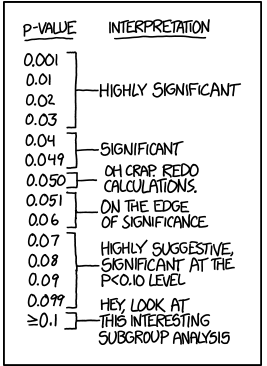 P-VALUE INTERPRETATION
0.001
0.01
0.02
0.03
HIGHLY SIGNIFICANT
0.04
0.049
SIGNIFICANT
0.050
OH CRAP. REDO
CALCULATIONS.
0.051
0.06
ON THE EDGE
OF SIGNIFICANCE
0.07
0.08
0.09
0.099
HIGHLY SUGGESTIVE,
SIGNIFICANT AT THE
P<0.10 LEVEL
≥0.1
HEY, LOOK AT
THIS INTERESTING
SUBGROUP ANALYSIS